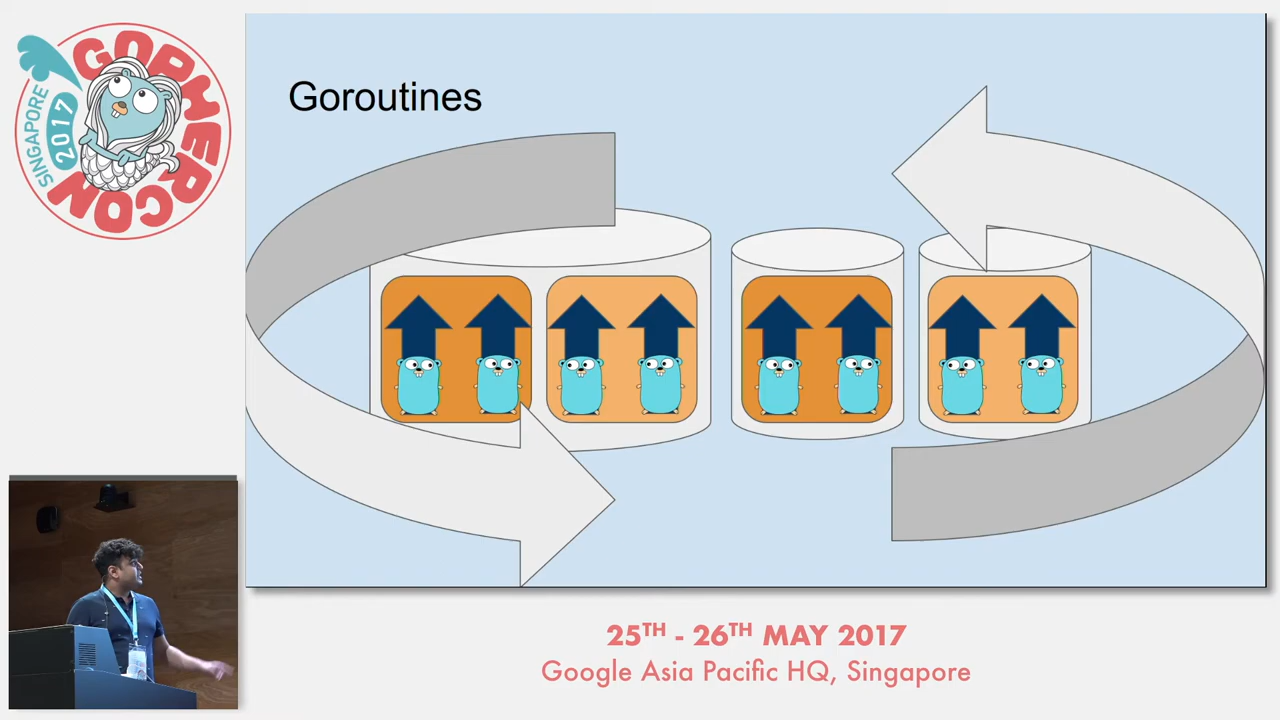 GOPHERCON
SINGAPORE
2017
Goroutines
25TH - 26TH MAY 2017
Google Asia Pacific HQ, Singapore